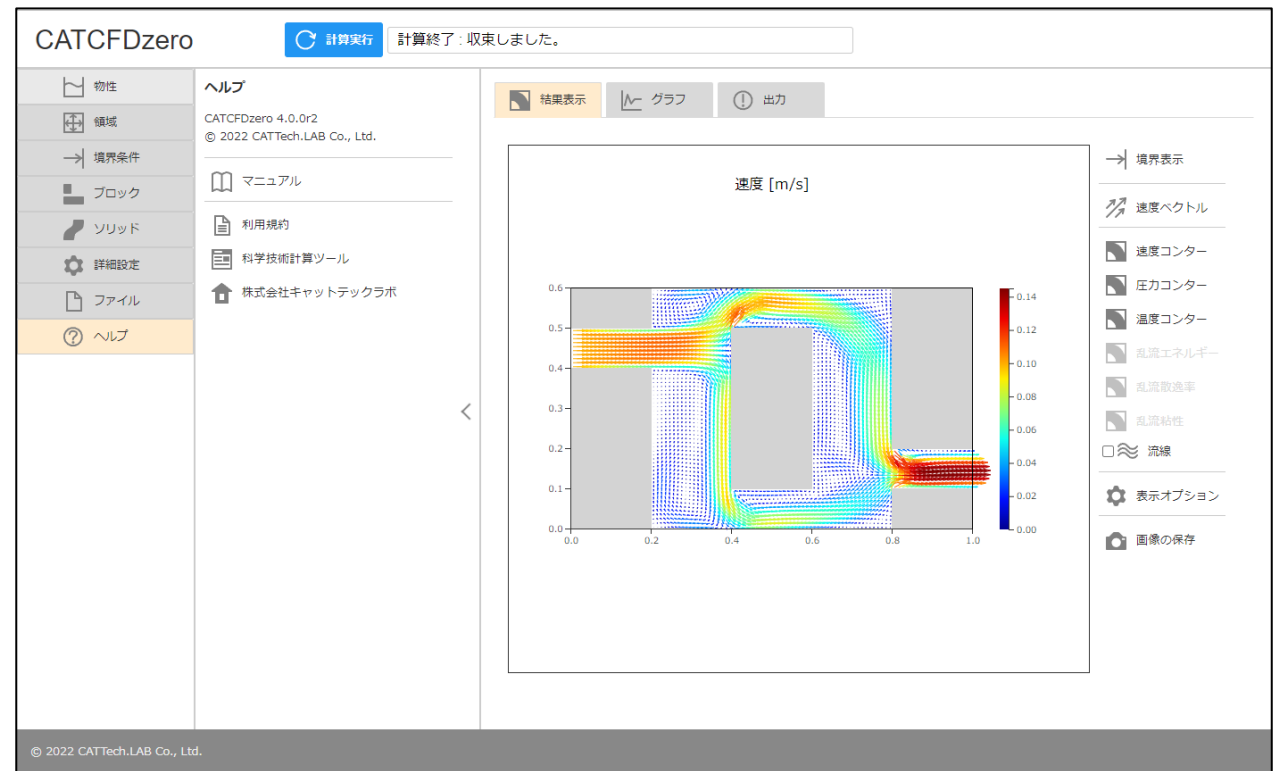 CATCFDzero
計算実行
計算終了 : 収束しました。
物性
領域
境界条件
ブロック
ソリッド
詳細設定
ファイル
ヘルプ
ヘルプ
CATCFDzero 4.0.0r2
© 2022 CATTech.LAB Co., Ltd.
マニュアル
利用規約
科学技術計算ツール
株式会社キャットテックラボ
結果表示
グラフ
出力
速度 [m/s]
0.6
0.5
0.4
0.3
0.2
0.1
0.0
0.0 0.2 0.4 0.6 0.8 1.0
0.14
0.12
0.10
0.08
0.06
0.04
0.02
0.00
境界表示
速度ベクトル
速度コンター
圧力コンター
温度コンター
乱流エネルギー
乱流散逸率
乱流粘性
流線
表示オプション
画像の保存
© 2022 CATTech.LAB Co., Ltd.